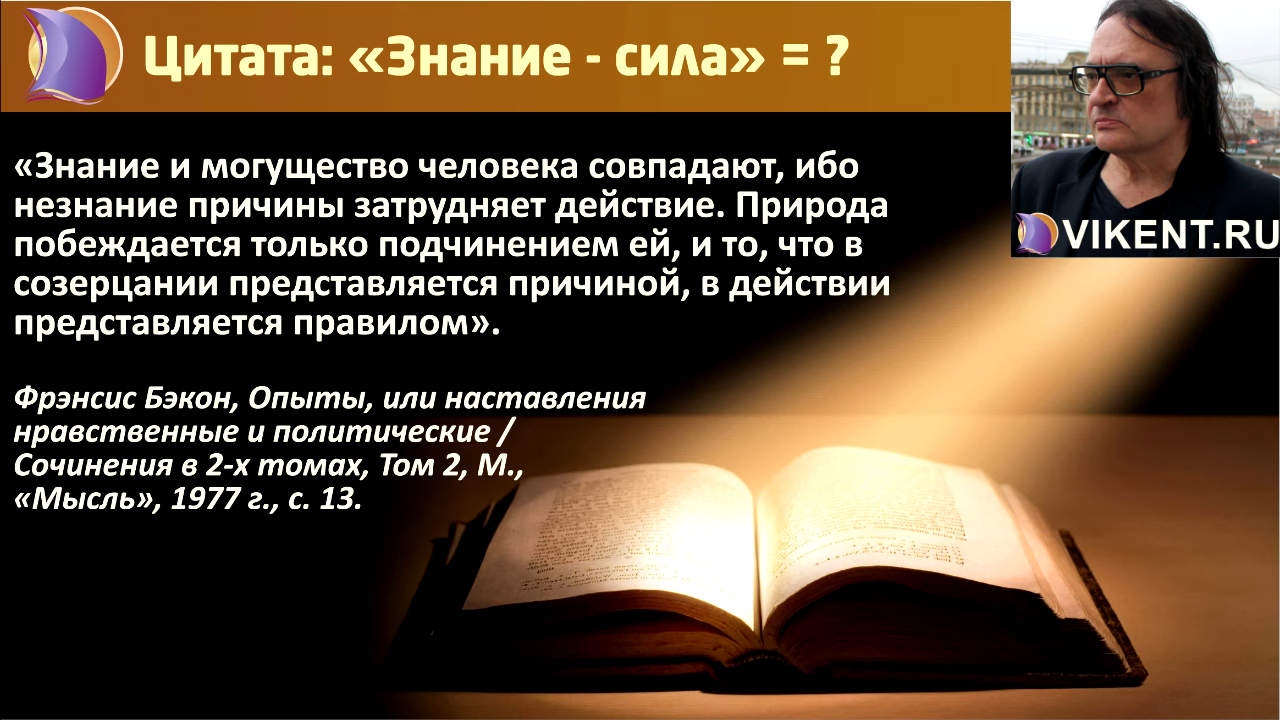 Цитата: «Знание - сила» = ?
VIKENT.RU
«Знание и могущество человека совпадают, ибо
незнание причины затрудняет действие. Природа
побеждается только подчинением ей, и то, что в
созерцании представляется причиной, в действии
представляется правилом».
Фрэнсис Бэкон, Опыты, или наставления
нравственные и политические /
Сочинения в 2-х томах, Том 2, М.,
«Мысль», 1977 г., с. 13.